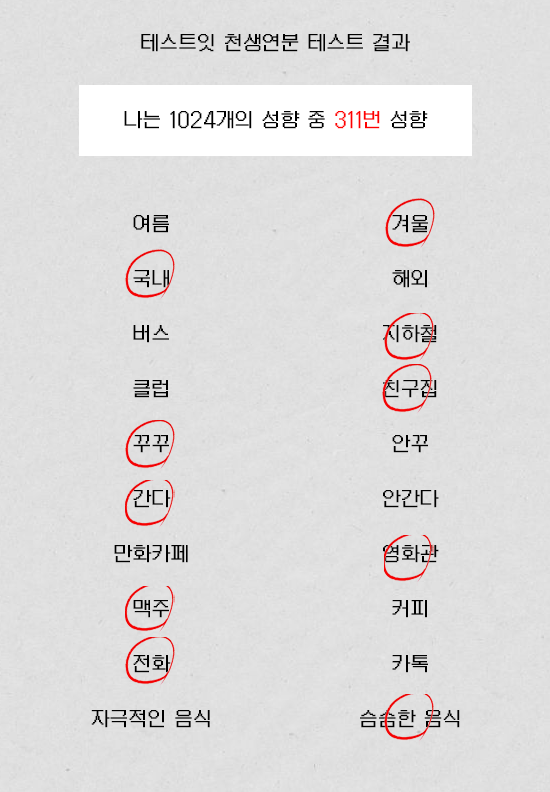 테스트잇 천생연분 테스트 결과
나는 1024개의 성향 중 311번 성향
여름 겨울
국내 해외
버스 지하철
클럽 친구집
꾸꾸 안꾸
간다 안간다
만화카페 영화관
맥주 커피
전화 카톡
자극적인 음식 슴슴한 음식